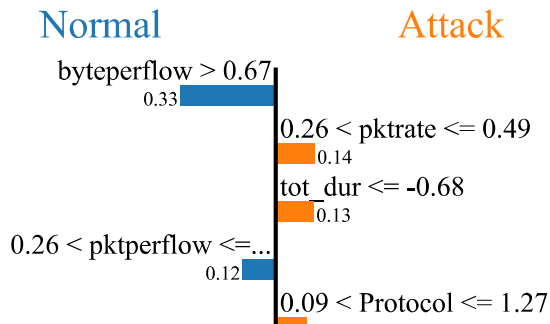 Normal Attack
byteperflow > 0.67
0.33
0.26 < pktrate <= 0.49
0.14
tot_dur <= -0.68
0.13
0.26 < pktperflow <=...
0.12
0.09 < Protocol <= 1.27